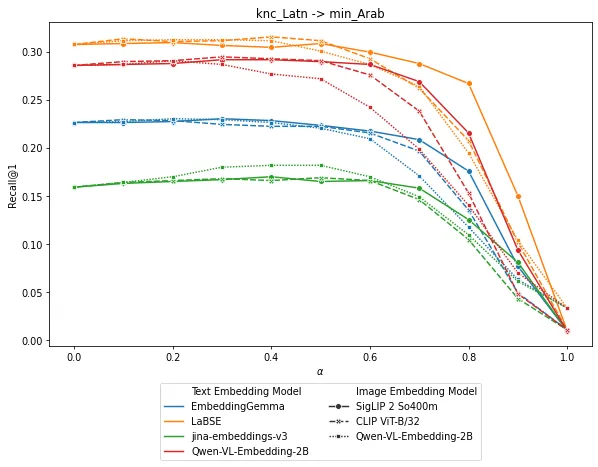 knc_Latn -> min_Arab
Recall@1
0.30
0.25
0.20
0.15
0.10
0.05
0.00
0.0 0.2 0.4 0.6 0.8 1.0
α
Text Embedding Model Image Embedding Model
EmbeddingGemma SigLIP 2 So400m
LaBSE CLIP ViT-B/32
jina-embeddings-v3 Qwen-VL-Embedding-2B
Qwen-VL-Embedding-2B